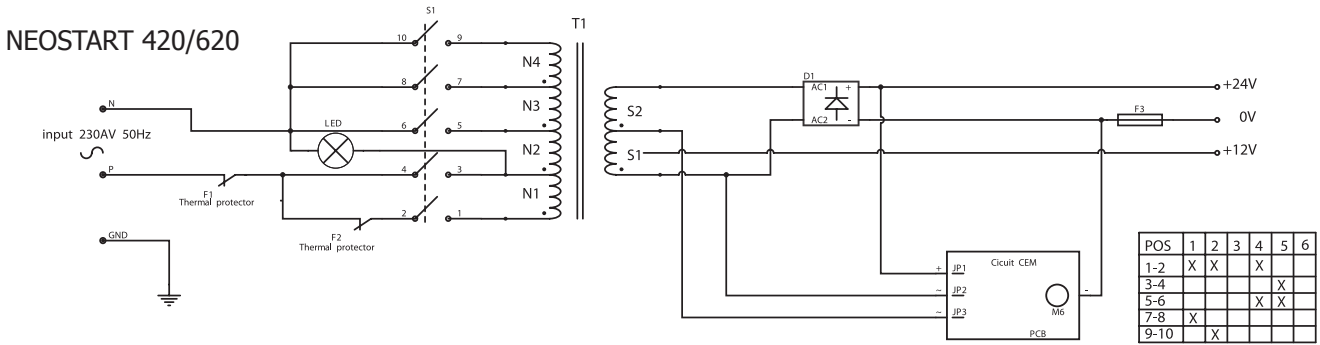 NEOSTART 420/620
S1
T1
10 9
N4
8 7
N3
N
LED
6 5
input 230AV 50Hz
N2
P
4 3
F1
Thermal protector
N1
2 1
F2
Thermal protector
GND
S2
S1
D1
AC1 +
AC2 -
+24V
F3
0V
+12V
Cicuit CEM
+ JP1
~ JP2
~ JP3
M6
-
PCB
POS 1 2 3 4 5 6
1-2 X X X
3-4 X
5-6 X X
7-8 X
9-10 X